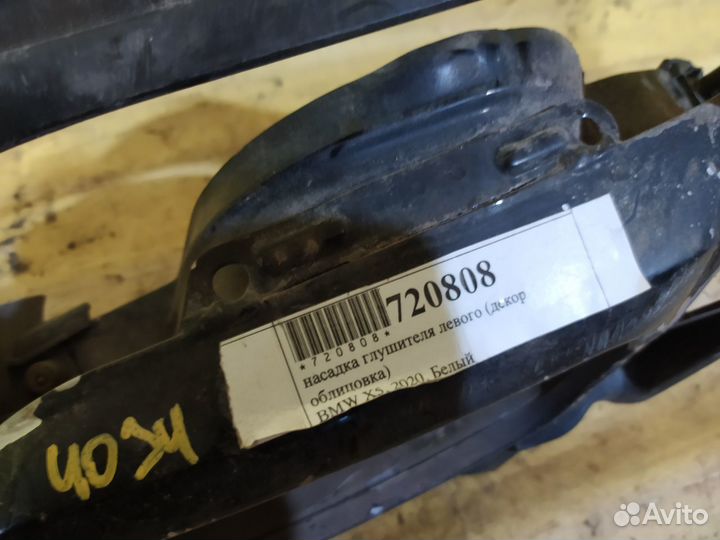 720808
*720808*
насадка глушителя левого (декор
облицовка)
BMW X5, 2020, Белый
Avito